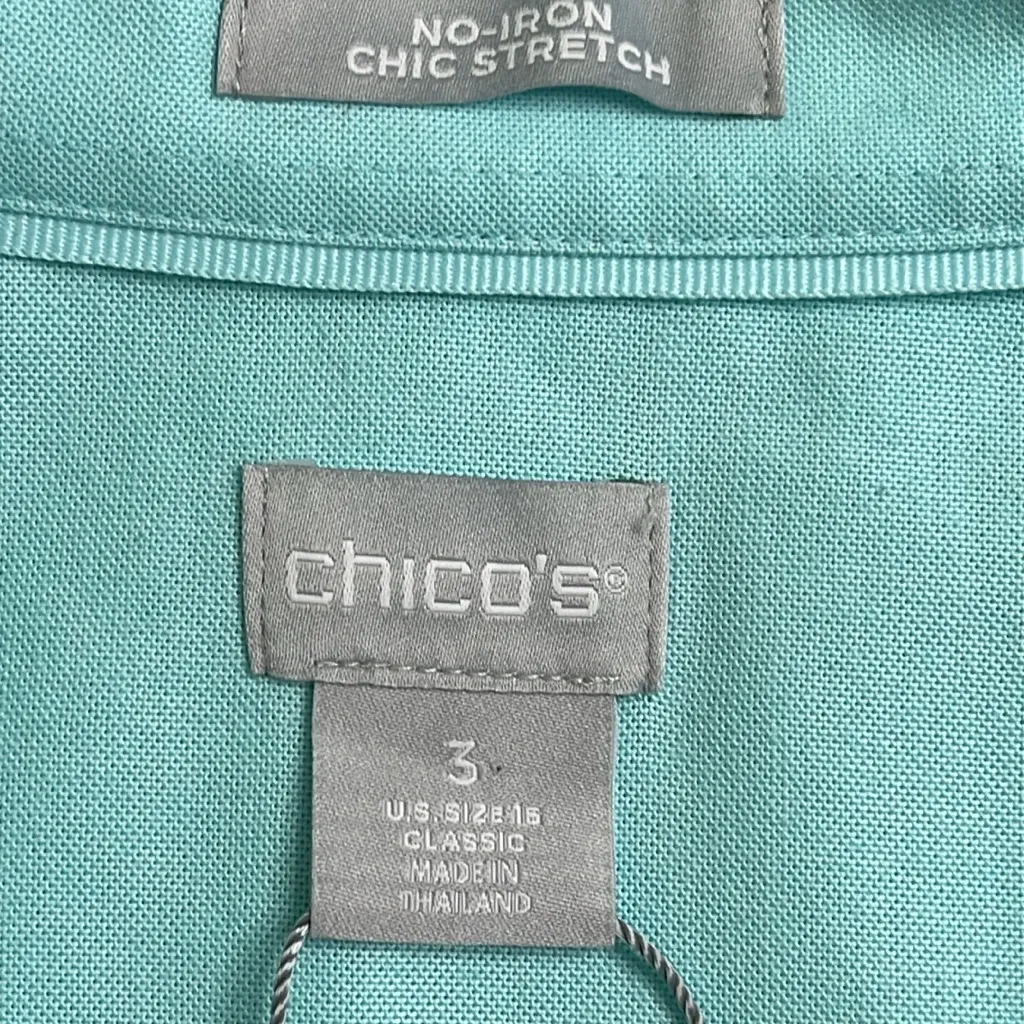 NO-IRON
CHIC STRETCH
chico's©
3
U.S. SIZE 16
CLASSIC
MADE IN
THAILAND